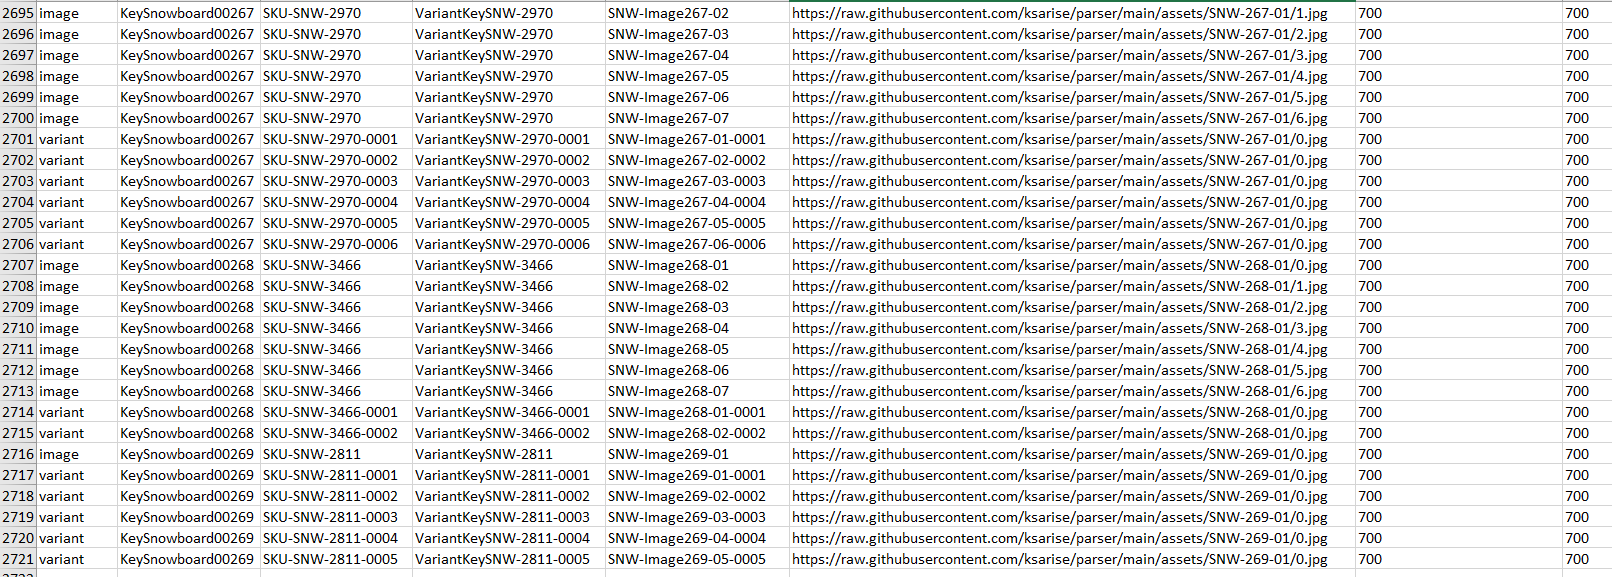 2695 image KeySnowboard00267 SKU-SNW-2970 VariantKeySNW-2970 SNW-Image267-02 https://raw.githubusercontent.com/ksarise/parser/main/assets/SNW-267-01/1.jpg 700 700
2696 image KeySnowboard00267 SKU-SNW-2970 VariantKeySNW-2970 SNW-Image267-03 https://raw.githubusercontent.com/ksarise/parser/main/assets/SNW-267-01/2.jpg 700 700
2697 image KeySnowboard00267 SKU-SNW-2970 VariantKeySNW-2970 SNW-Image267-04 https://raw.githubusercontent.com/ksarise/parser/main/assets/SNW-267-01/3.jpg 700 700
2698 image KeySnowboard00267 SKU-SNW-2970 VariantKeySNW-2970 SNW-Image267-05 https://raw.githubusercontent.com/ksarise/parser/main/assets/SNW-267-01/4.jpg 700 700
2699 image KeySnowboard00267 SKU-SNW-2970 VariantKeySNW-2970 SNW-Image267-06 https://raw.githubusercontent.com/ksarise/parser/main/assets/SNW-267-01/5.jpg 700 700
2700 image KeySnowboard00267 SKU-SNW-2970 VariantKeySNW-2970 SNW-Image267-07 https://raw.githubusercontent.com/ksarise/parser/main/assets/SNW-267-01/6.jpg 700 700
2701 variant KeySnowboard00267 SKU-SNW-2970-0001 VariantKeySNW-2970-0001 SNW-Image267-01-0001 https://raw.githubusercontent.com/ksarise/parser/main/assets/SNW-267-01/0.jpg 700 700
2702 variant KeySnowboard00267 SKU-SNW-2970-0002 VariantKeySNW-2970-0002 SNW-Image267-02-0002 https://raw.githubusercontent.com/ksarise/parser/main/assets/SNW-267-01/0.jpg 700 700
2703 variant KeySnowboard00267 SKU-SNW-2970-0003 VariantKeySNW-2970-0003 SNW-Image267-03-0003 https://raw.githubusercontent.com/ksarise/parser/main/assets/SNW-267-01/0.jpg 700 700
2704 variant KeySnowboard00267 SKU-SNW-2970-0004 VariantKeySNW-2970-0004 SNW-Image267-04-0004 https://raw.githubusercontent.com/ksarise/parser/main/assets/SNW-267-01/0.jpg 700 700
2705 variant KeySnowboard00267 SKU-SNW-2970-0005 VariantKeySNW-2970-0005 SNW-Image267-05-0005 https://raw.githubusercontent.com/ksarise/parser/main/assets/SNW-267-01/0.jpg 700 700
2706 variant KeySnowboard00267 SKU-SNW-2970-0006 VariantKeySNW-2970-0006 SNW-Image267-06-0006 https://raw.githubusercontent.com/ksarise/parser/main/assets/SNW-267-01/0.jpg 700 700
2707 image KeySnowboard00268 SKU-SNW-3466 VariantKeySNW-3466 SNW-Image268-01 https://raw.githubusercontent.com/ksarise/parser/main/assets/SNW-268-01/0.jpg 700 700
2708 image KeySnowboard00268 SKU-SNW-3466 VariantKeySNW-3466 SNW-Image268-02 https://raw.githubusercontent.com/ksarise/parser/main/assets/SNW-268-01/1.jpg 700 700
2709 image KeySnowboard00268 SKU-SNW-3466 VariantKeySNW-3466 SNW-Image268-03 https://raw.githubusercontent.com/ksarise/parser/main/assets/SNW-268-01/2.jpg 700 700
2710 image KeySnowboard00268 SKU-SNW-3466 VariantKeySNW-3466 SNW-Image268-04 https://raw.githubusercontent.com/ksarise/parser/main/assets/SNW-268-01/3.jpg 700 700
2711 image KeySnowboard00268 SKU-SNW-3466 VariantKeySNW-3466 SNW-Image268-05 https://raw.githubusercontent.com/ksarise/parser/main/assets/SNW-268-01/4.jpg 700 700
2712 image KeySnowboard00268 SKU-SNW-3466 VariantKeySNW-3466 SNW-Image268-06 https://raw.githubusercontent.com/ksarise/parser/main/assets/SNW-268-01/5.jpg 700 700
2713 image KeySnowboard00268 SKU-SNW-3466 VariantKeySNW-3466 SNW-Image268-07 https://raw.githubusercontent.com/ksarise/parser/main/assets/SNW-268-01/6.jpg 700 700
2714 variant KeySnowboard00268 SKU-SNW-3466-0001 VariantKeySNW-3466-0001 SNW-Image268-01-0001 https://raw.githubusercontent.com/ksarise/parser/main/assets/SNW-268-01/0.jpg 700 700
2715 variant KeySnowboard00268 SKU-SNW-3466-0002 VariantKeySNW-3466-0002 SNW-Image268-02-0002 https://raw.githubusercontent.com/ksarise/parser/main/assets/SNW-268-01/0.jpg 700 700
2716 image KeySnowboard00269 SKU-SNW-2811 VariantKeySNW-2811 SNW-Image269-01 https://raw.githubusercontent.com/ksarise/parser/main/assets/SNW-269-01/0.jpg 700 700
2717 variant KeySnowboard00269 SKU-SNW-2811-0001 VariantKeySNW-2811-0001 SNW-Image269-01-0001 https://raw.githubusercontent.com/ksarise/parser/main/assets/SNW-269-01/0.jpg 700 700
2718 variant KeySnowboard00269 SKU-SNW-2811-0002 VariantKeySNW-2811-0002 SNW-Image269-02-0002 https://raw.githubusercontent.com/ksarise/parser/main/assets/SNW-269-01/0.jpg 700 700
2719 variant KeySnowboard00269 SKU-SNW-2811-0003 VariantKeySNW-2811-0003 SNW-Image269-03-0003 https://raw.githubusercontent.com/ksarise/parser/main/assets/SNW-269-01/0.jpg 700 700
2720 variant KeySnowboard00269 SKU-SNW-2811-0004 VariantKeySNW-2811-0004 SNW-Image269-04-0004 https://raw.githubusercontent.com/ksarise/parser/main/assets/SNW-269-01/0.jpg 700 700
2721 variant KeySnowboard00269 SKU-SNW-2811-0005 VariantKeySNW-2811-0005 SNW-Image269-05-0005 https://raw.githubusercontent.com/ksarise/parser/main/assets/SNW-269-01/0.jpg 700 700